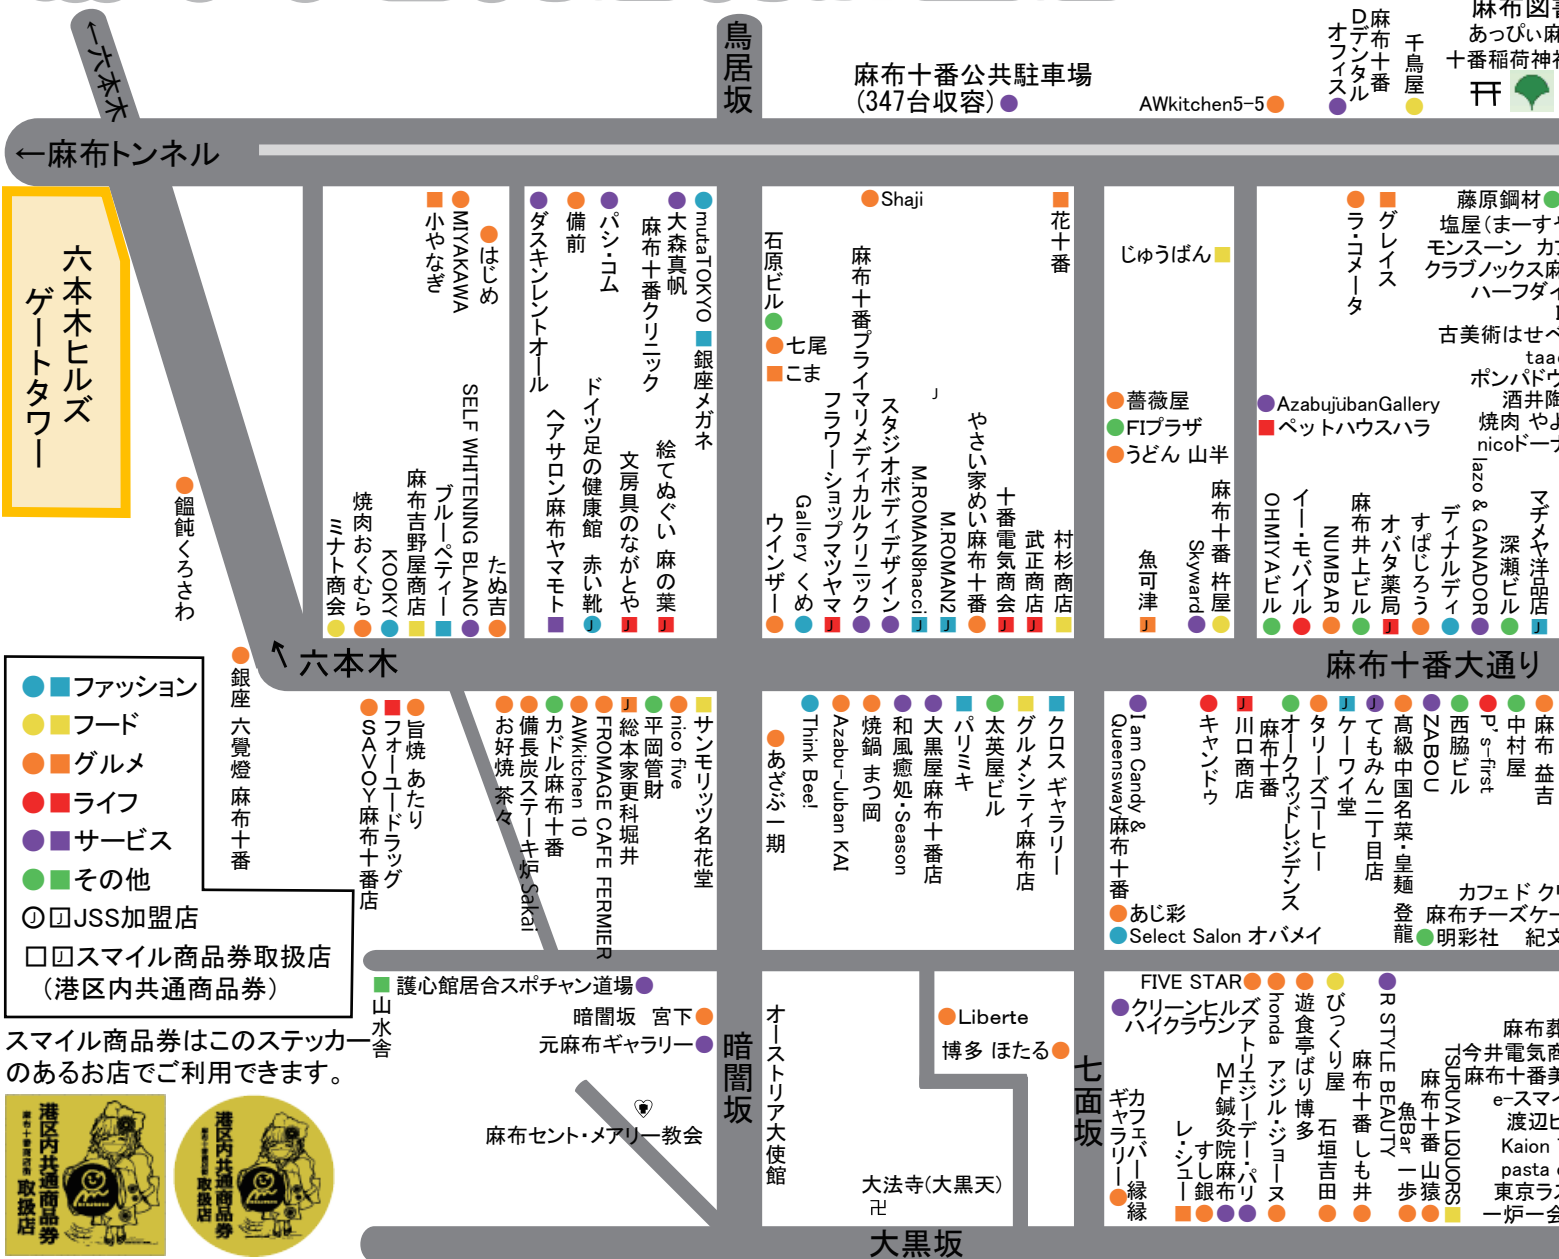 ←六本木
鳥居坂
麻布十番公共駐車場
(347台収容)
AWkitchen5-5
麻布十番
Dデンタル
オフィス
千鳥屋
麻布図書
あっぴぃ麻
十番稲荷神社
←麻布トンネル
六本木ヒルズ
ゲートタワー
小やなぎ
MIYAKAWA
はじめ
ダスキンレントオール
備前
パシ・コム
麻布十番クリニック
大森真帆
mutaTOKYO
銀座メガネ
石原ビル
七尾
こま
Shaji
花十番
じゅうばん
ラ・コメータ
グレイス
藤原鋼材
塩屋(まーすや
モンスーン カフ
クラブノックス麻
ハーフダイ
古美術はせべ
taac
ポンパドウ
酒井陶
焼肉 やよ
nicoドーナ
薔薇屋
FIプラザ
うどん 山半
AzabujubanGallery
ペットハウスハラ
饂飩くろさわ
ミナト商会
焼肉おくむら
KOOKY
麻布吉野屋商店
ブルーペティー
SELF WHITENING BLANC
たぬ吉
ヘアサロン麻布ヤマモト
ドイツ足の健康館 赤い靴
J
文房具のながとや
J
絵てぬぐい 麻の葉
J
ウインザー
Gallery くめ
フラワーショップマツヤマ
J
麻布十番プライマリメディカルクリニック
スタジオボディデザイン
J
M.ROMAN8hacci
J
M.ROMAN2
J
やさい家めい麻布十番
十番電気商会
J
武正商店
J
村杉商店
魚可津
J
Skyward
麻布十番 杵屋
OHMIYAビル
イー・モバイル
NUMBAR
麻布井上ビル
オバタ薬局
J
すぱじろう
ディナルディ
lazo & GANADOR
深瀬ビル
マヂメヤ洋品店
J
↑六本木
麻布十番大通り
銀座 六覺燈 麻布十番
SAVOY麻布十番店
フォーユードラッグ
旨焼 あたり
お好焼 茶々
備長炭ステーキ炉 Sakai
カドル麻布十番
AWkitchen 10
FROMAGE CAFE FERMIER
J
総本家更科堀井
平岡管財
nico five
サンモリッツ名花堂
あざぶ一期
Think Bee!
Azabu-Juban KAI
焼鍋 まつ岡
和風癒処・Season
大黒屋麻布十番店
パリミキ
太英屋ビル
グルメシティ麻布店
クロス ギャラリー
I am Candy &
Queensway麻布十番
キャンドゥ
J
川口商店
麻布十番
オークウッドレジデンス
タリーズコーヒー
J
ケーワイ堂
J
てもみん二丁目店
高級中国名菜・皇麺 登龍
ZABOU
西脇ビル
P's-first
中村屋
麻布 益吉
あじ彩
Select Salon オバメイ
カフェド クリ
麻布チーズケー
明彩社 紀文
ファッション
フード
グルメ
ライフ
サービス
その他
JJJSS加盟店
□Jスマイル商品券取扱店
(港区内共通商品券)
スマイル商品券はこのステッカー
のあるお店でご利用できます。
港区内共通商品券
麻布十番商店街 取扱店
港区内共通商品券
麻布十番商店街 取扱店
山水舎
護心館居合スポチャン道場
暗闇坂 宮下
元麻布ギャラリー
麻布セント・メアリー教会
暗闇坂
オーストリア大使館
Liberte
博多 ほたる
大法寺(大黒天)
卍
大黒坂
七面坂
FIVE STAR
クリーンヒルズ
ハイクラウン
カフェバー縁縁
ギャラリー
レ・シュー
すし銀
MF鍼灸院麻布
アトリエジーデー・パリ
honda アジル・ジョーヌ
遊食亭ばり博多
びっくり屋
石垣吉田
麻布十番 しも井
R STYLE BEAUTY
魚Bar 一歩
麻布十番 山猿
TSURUYA LIQUORS
麻布葬
今井電気商
麻布十番美
e-スマイ
渡辺ビ
Kaion
pasta
東京ラス
一炉一会